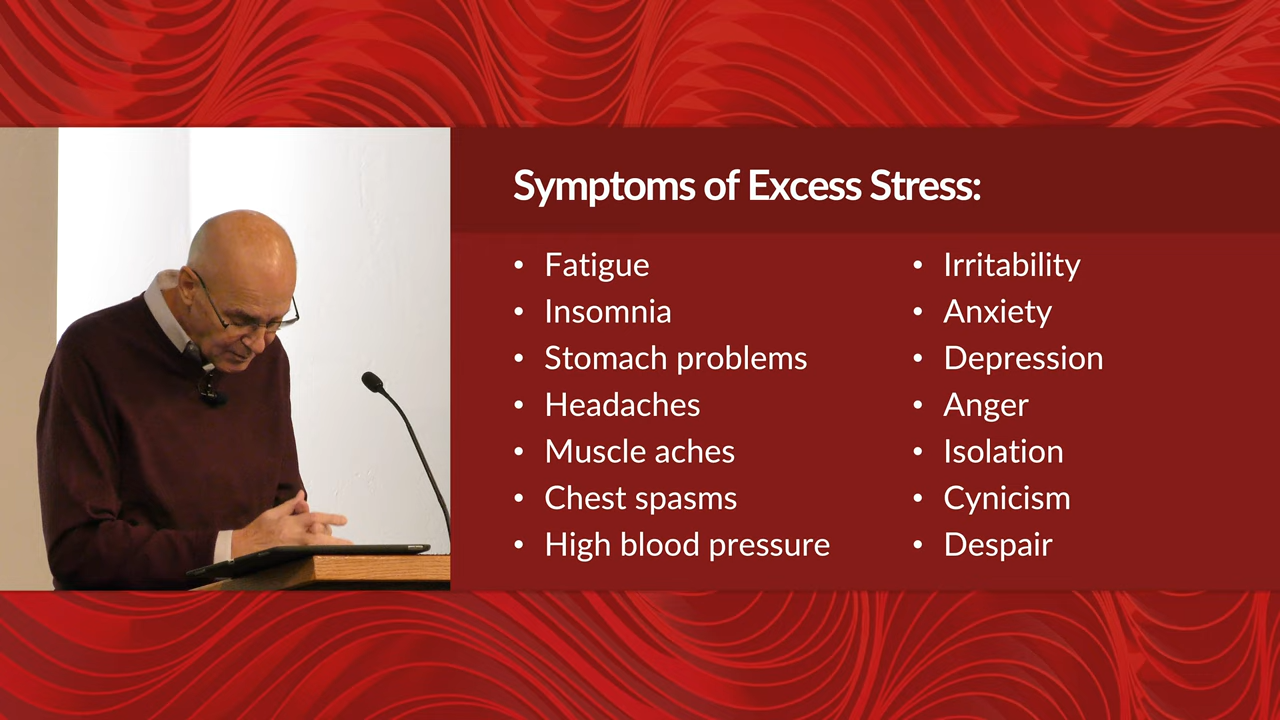 Symptoms of Excess Stress:
• Fatigue
• Insomnia
• Stomach problems
• Headaches
• Muscle aches
• Chest spasms
• High blood pressure
• Irritability
• Anxiety
• Depression
• Anger
• Isolation
• Cynicism
• Despair